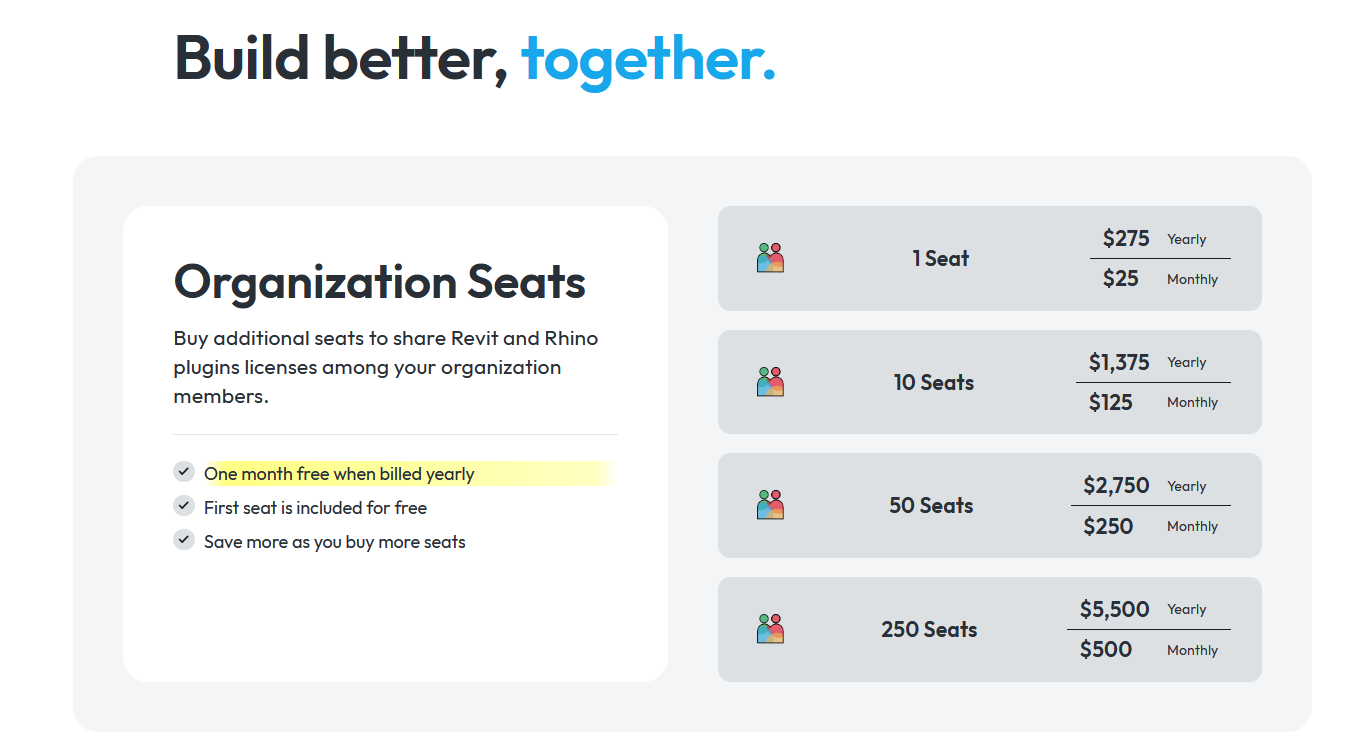 Build better, together.
Organization Seats
Buy additional seats to share Revit and Rhino
plugins licenses among your organization
members.
One month free when billed yearly
First seat is included for free
Save more as you buy more seats
1 Seat
$275 Yearly
$25 Monthly
10 Seats
$1,375 Yearly
$125 Monthly
50 Seats
$2,750 Yearly
$250 Monthly
250 Seats
$5,500 Yearly
$500 Monthly